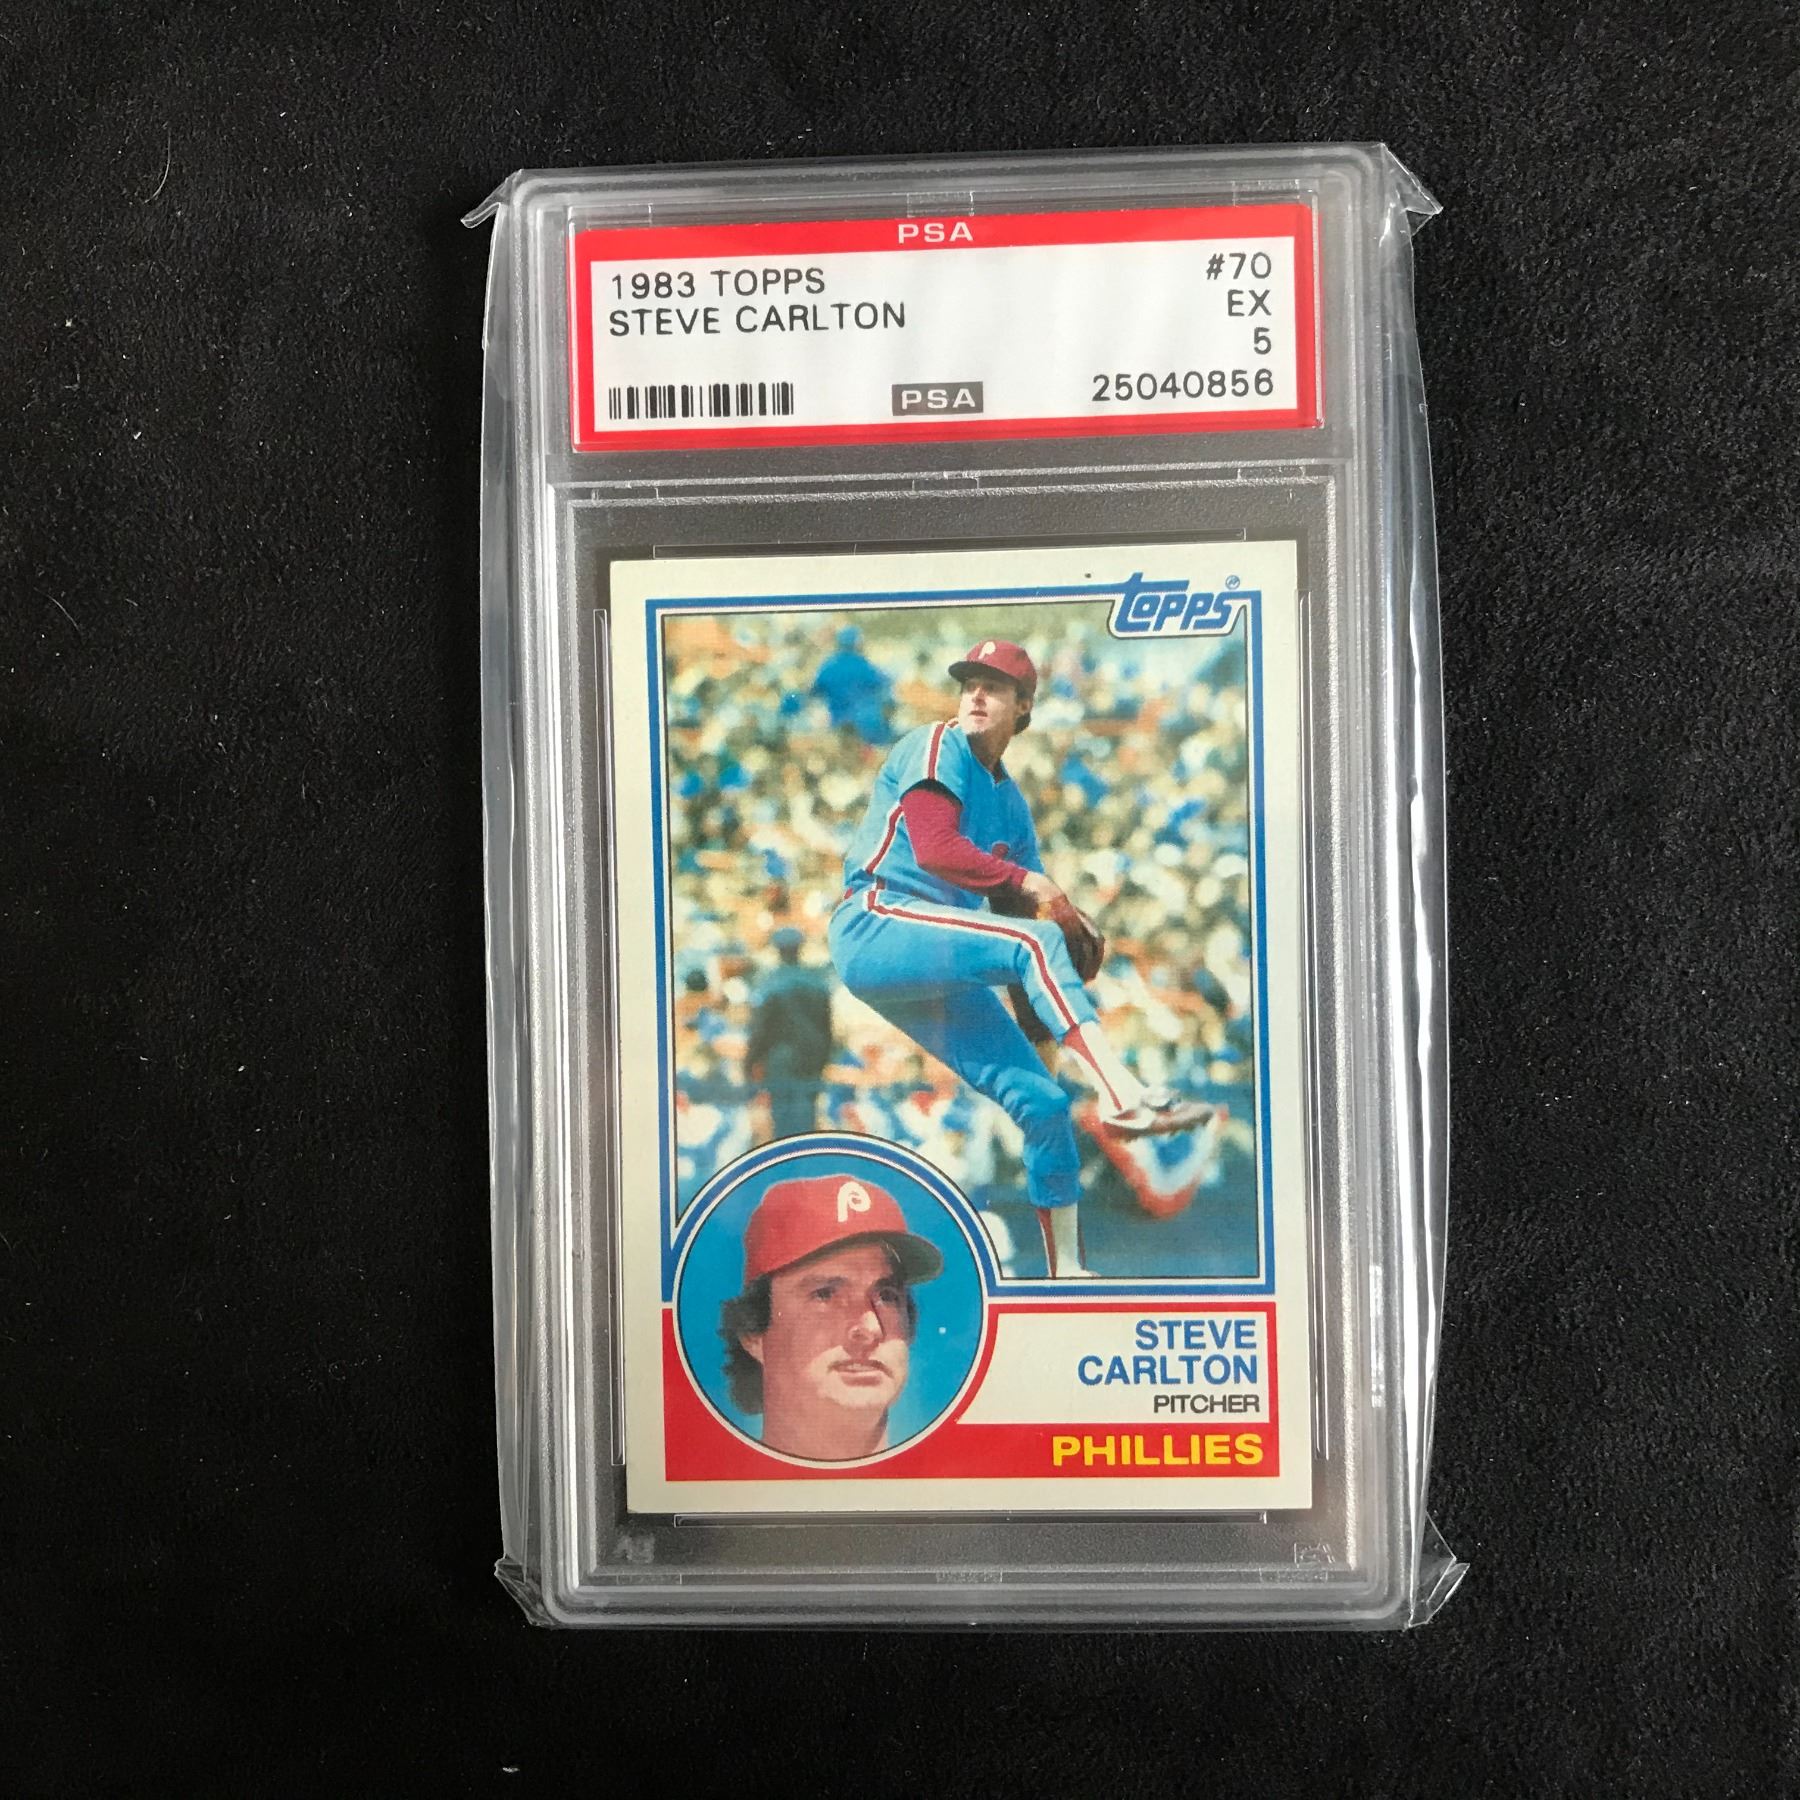 PSA
1983 TOPPS #70
STEVE CARLTON EX
5
PSA 25040856
Topps
P
P
STEVE
CARLTON
PITCHER
PHILLIES